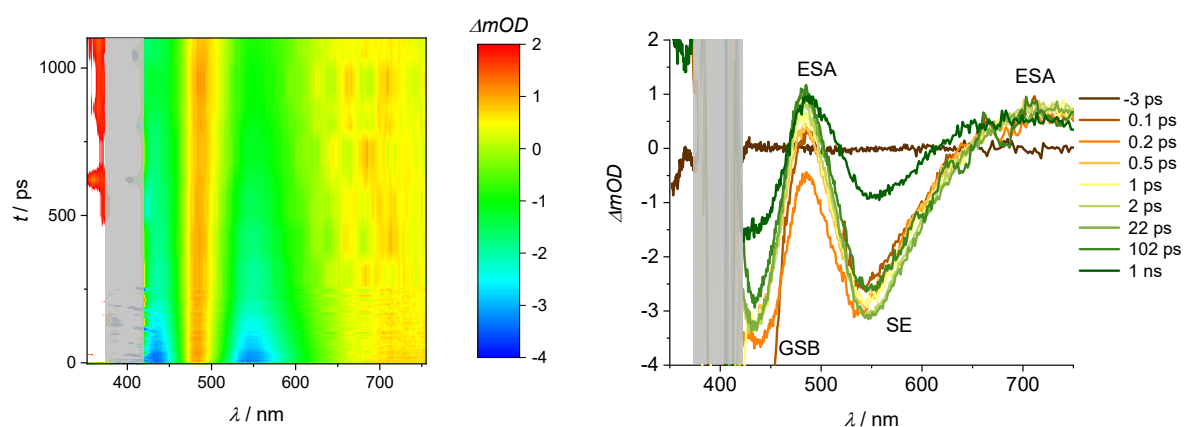 ΔmOD
2
1
0
-1
-2
-3
-4
1000
500
0
t / ps
400
500
600
700
λ / nm
2
1
0
-1
-2
-3
-4
ΔmOD
ESA
ESA
GSB
SE
400
500
600
700
λ / nm
-3 ps
0.1 ps
0.2 ps
0.5 ps
1 ps
2 ps
22 ps
102 ps
1 ns